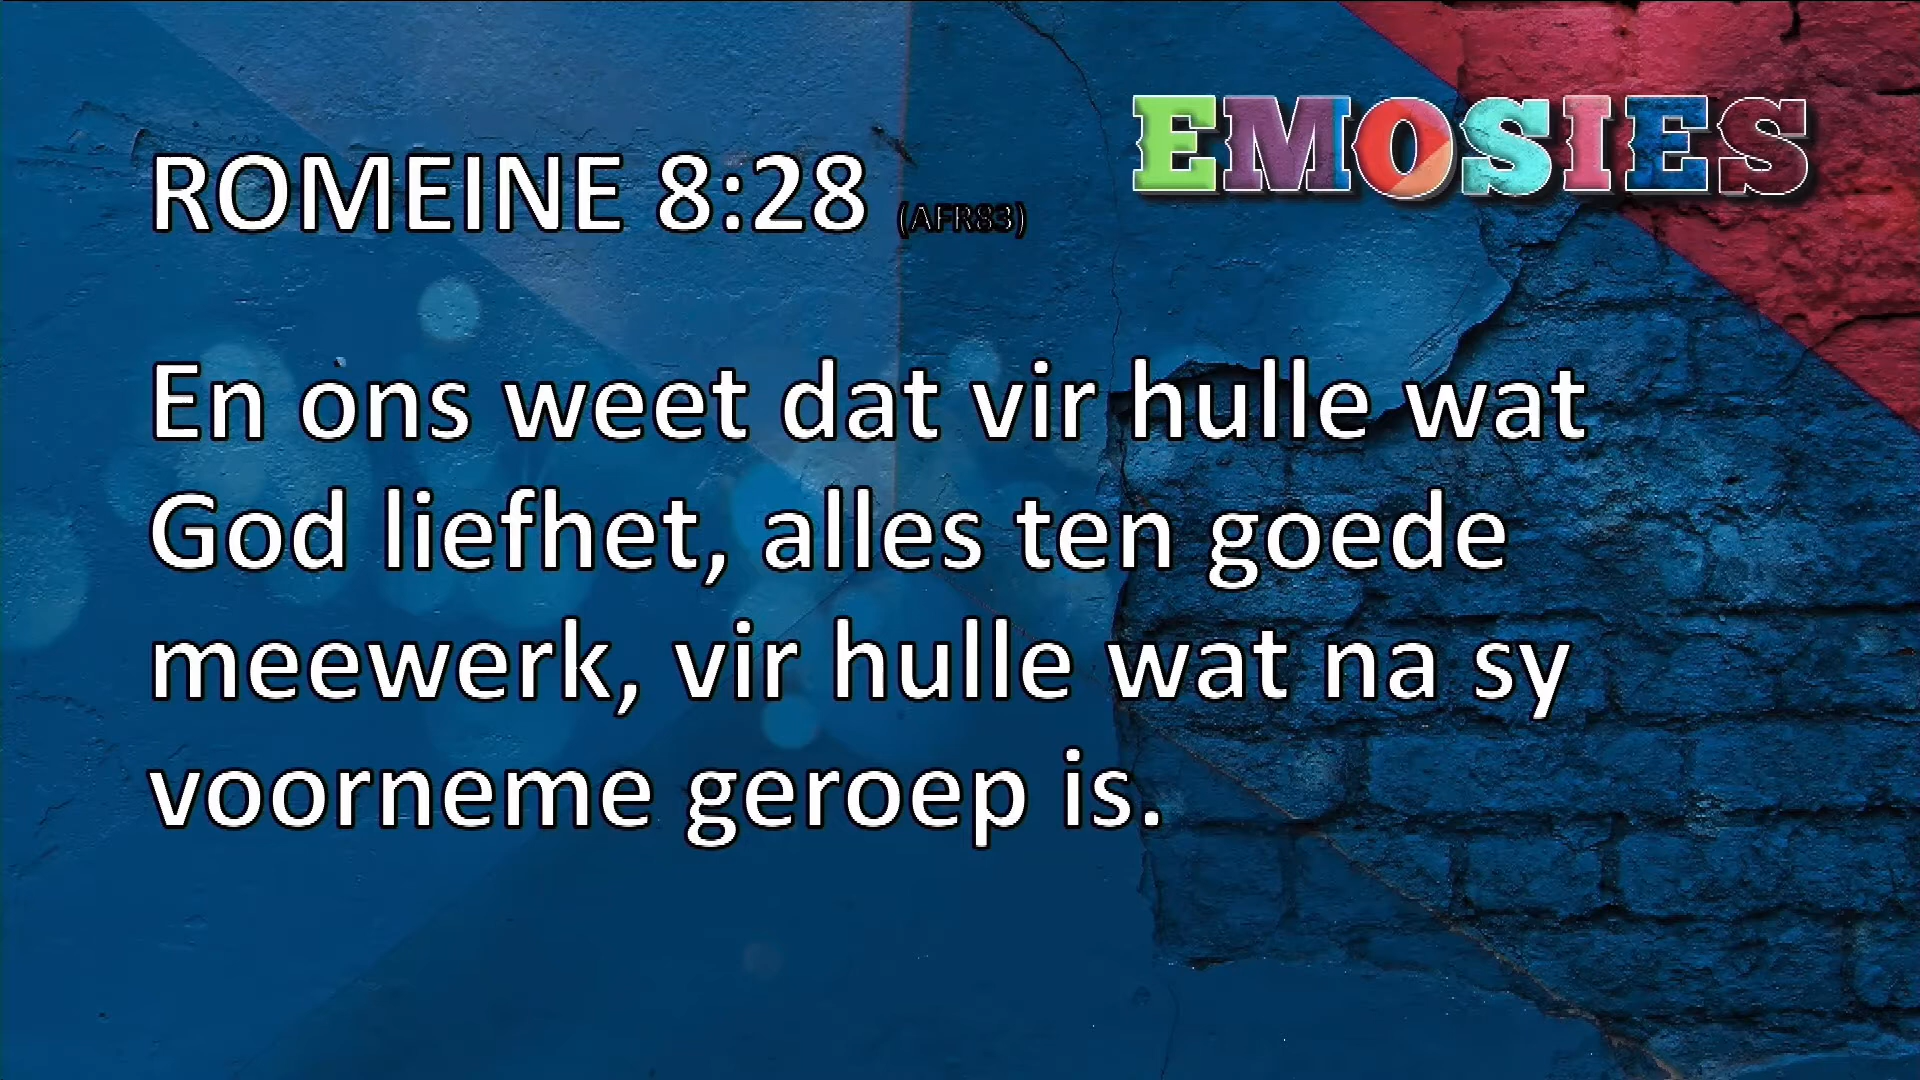 EMOSIES
ROMEINE 8:28 (AFR83)
En ons weet dat vir hulle wat
God liefhet, alles ten goede
meewerk, vir hulle wat na sy
voorneme geroep is.